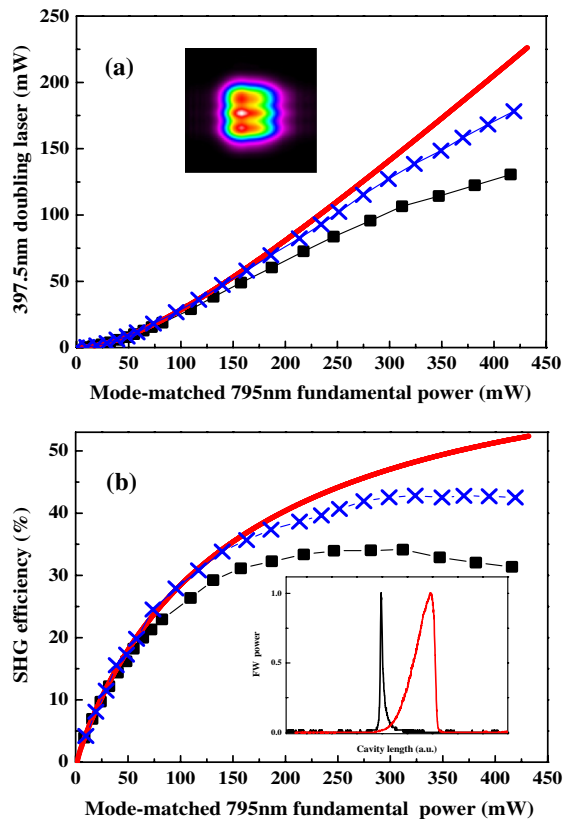 250
200
150
100
50
0
397.5nm doubling laser (mW)
(a)
0 50 100 150 200 250 300 350 400 450
Mode-matched 795nm fundamental power (mW)
50
40
30
20
10
0
SHG efficiency (%)
(b)
1.0
0.5
0.0
FW power
Cavity length (a.u.)
0 50 100 150 200 250 300 350 400 450
Mode-matched 795nm fundamental power (mW)